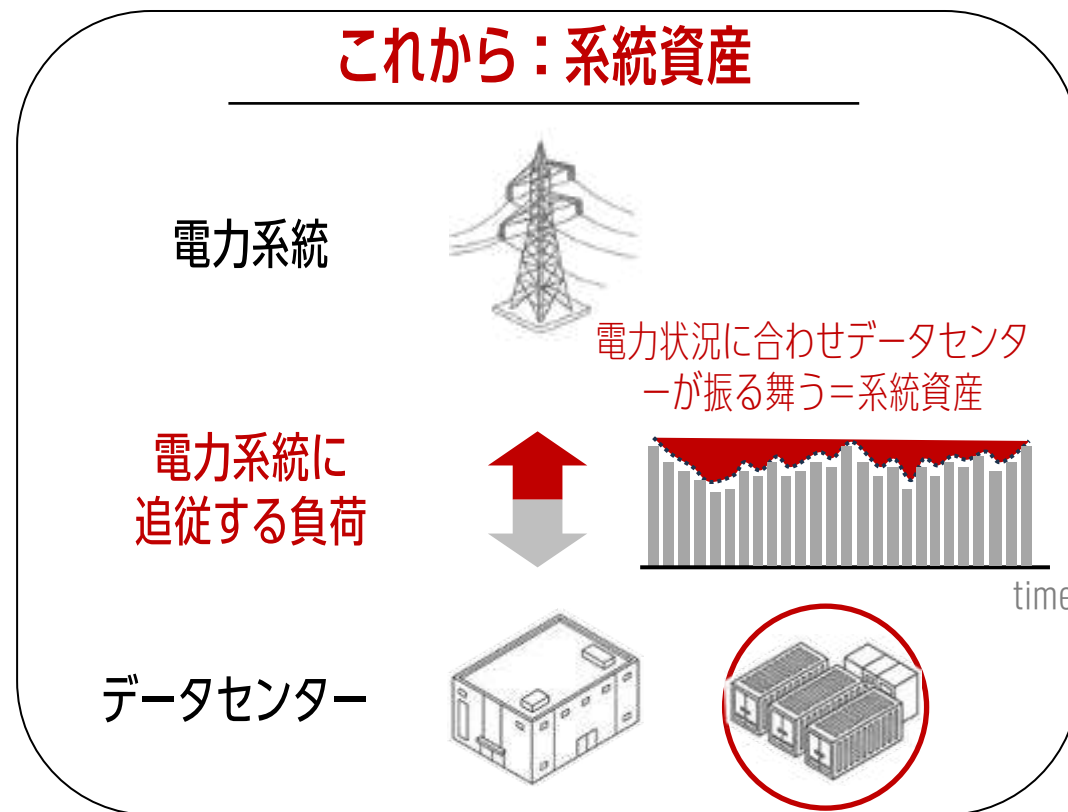 これから：系統資産
電力系統
電力状況に合わせデータセンタ
ーが振る舞う＝系統資産
電力系統に
追従する負荷
time
データセンター